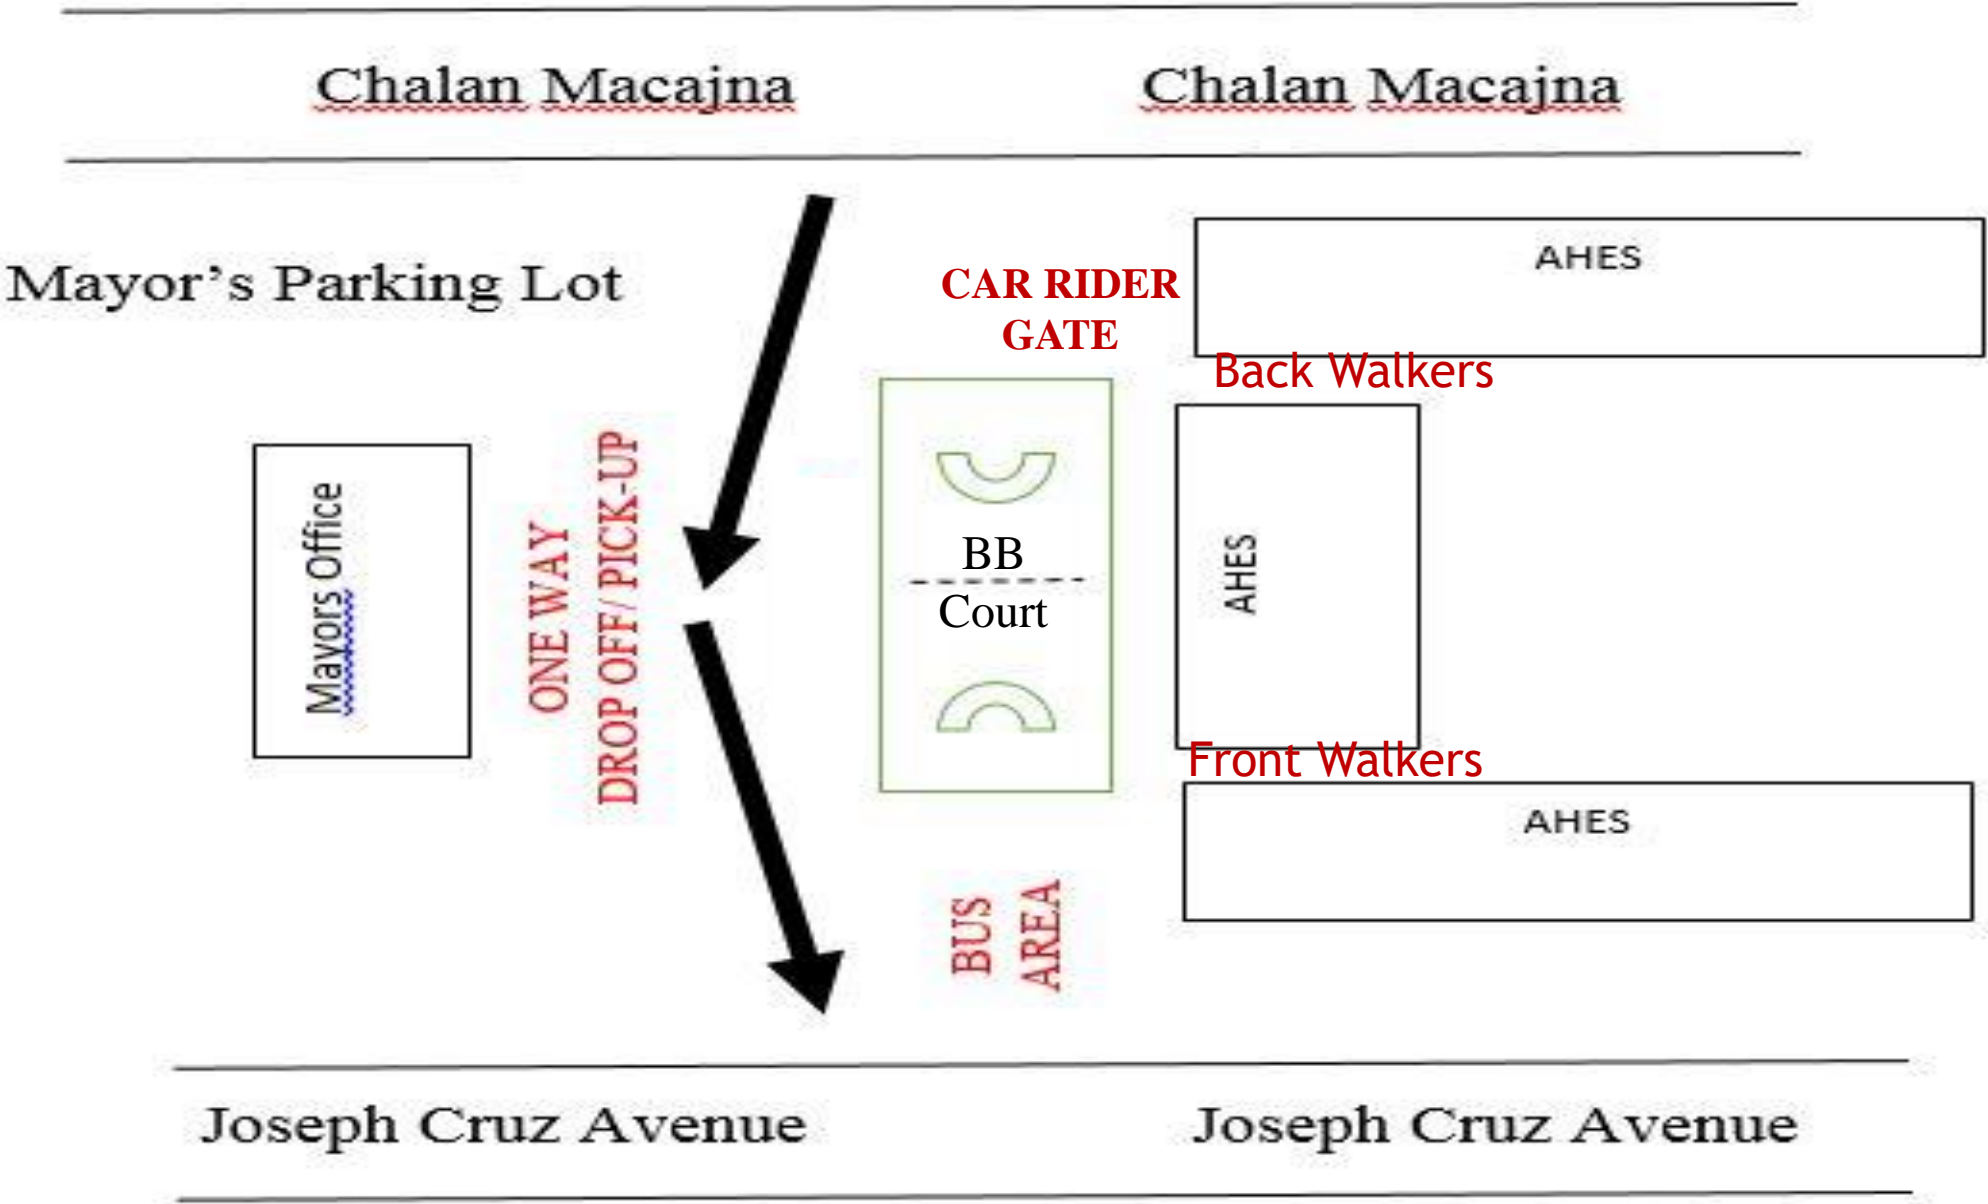 Chalan Macajna
Chalan Macajna
Mayor's Parking Lot
CAR RIDER
GATE
AHES
Back Walkers
Mayors Office
ONE WAY
DROP OFF/ PICK-UP
BB
Court
AHES
Front Walkers
AHES
BUS
AREA
Joseph Cruz Avenue
Joseph Cruz Avenue